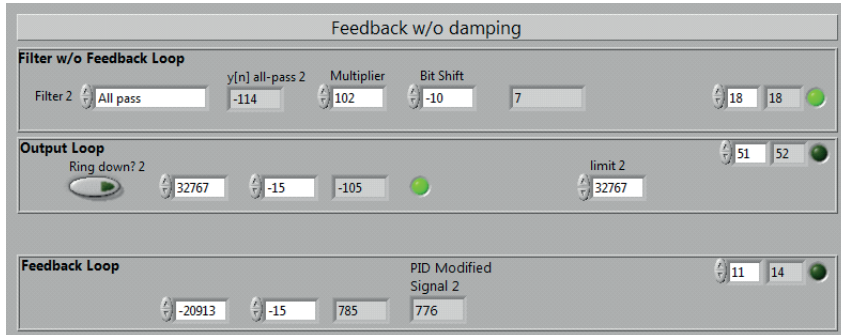 Feedback w/o damping
Filter w/o Feedback Loop
y[n] all-pass 2 Multiplier Bit Shift
Filter 2 All pass -114 102 -10 7 18 18
Output Loop
51 52
Ring down? 2 limit 2
32767 -15 -105 32767
Feedback Loop
PID Modified
Signal 2
11 14
-20913 -15 785 776